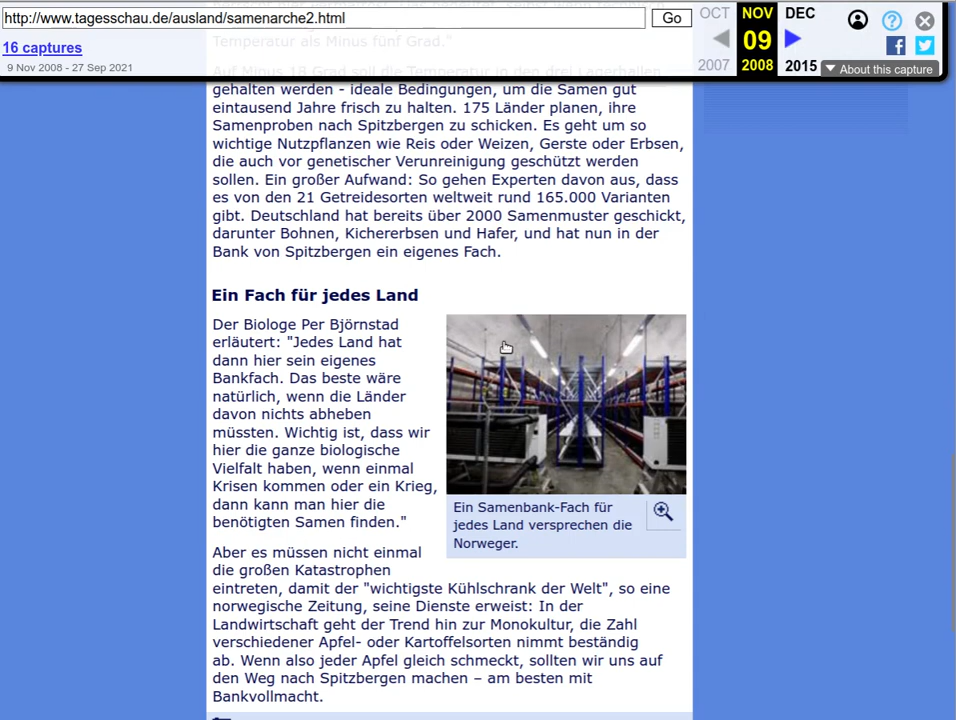 http://www.tagesschau.de/ausland/samenarche2.html
Go
OCT
NOV
DEC
16 captures
09
9 Nov 2008 - 27 Sep 2021
2007
2008
2015
▼ About this capture
Temperatur als Minus fünf Grad."
Auf Minus 18 Grad soll die Temperatur in den drei Lagerhallen
gehalten werden - ideale Bedingungen, um die Samen gut
eintausend Jahre frisch zu halten. 175 Länder planen, ihre
Samenproben nach Spitzbergen zu schicken. Es geht um so
wichtige Nutzpflanzen wie Reis oder Weizen, Gerste oder Erbsen,
die auch vor genetischer Verunreinigung geschützt werden
sollen. Ein großer Aufwand: So gehen Experten davon aus, dass
es von den 21 Getreidesorten weltweit rund 165.000 Varianten
gibt. Deutschland hat bereits über 2000 Samenmuster geschickt,
darunter Bohnen, Kichererbsen und Hafer, und hat nun in der
Bank von Spitzbergen ein eigenes Fach.
Ein Fach für jedes Land
Der Biologe Per Björnstad
erläutert: "Jedes Land hat
dann hier sein eigenes
Bankfach. Das beste wäre
natürlich, wenn die Länder
davon nichts abheben
müssten. Wichtig ist, dass wir
hier die ganze biologische
Vielfalt haben, wenn einmal
Krisen kommen oder ein Krieg,
dann kann man hier die
benötigten Samen finden."
Ein Samenbank-Fach für
jedes Land versprechen die
Norweger.
Aber es müssen nicht einmal
die großen Katastrophen
eintreten, damit der "wichtigste Kühlschrank der Welt", so eine
norwegische Zeitung, seine Dienste erweist: In der
Landwirtschaft geht der Trend hin zur Monokultur, die Zahl
verschiedener Apfel- oder Kartoffelsorten nimmt beständig
ab. Wenn also jeder Apfel gleich schmeckt, sollten wir uns auf
den Weg nach Spitzbergen machen – am besten mit
Bankvollmacht.